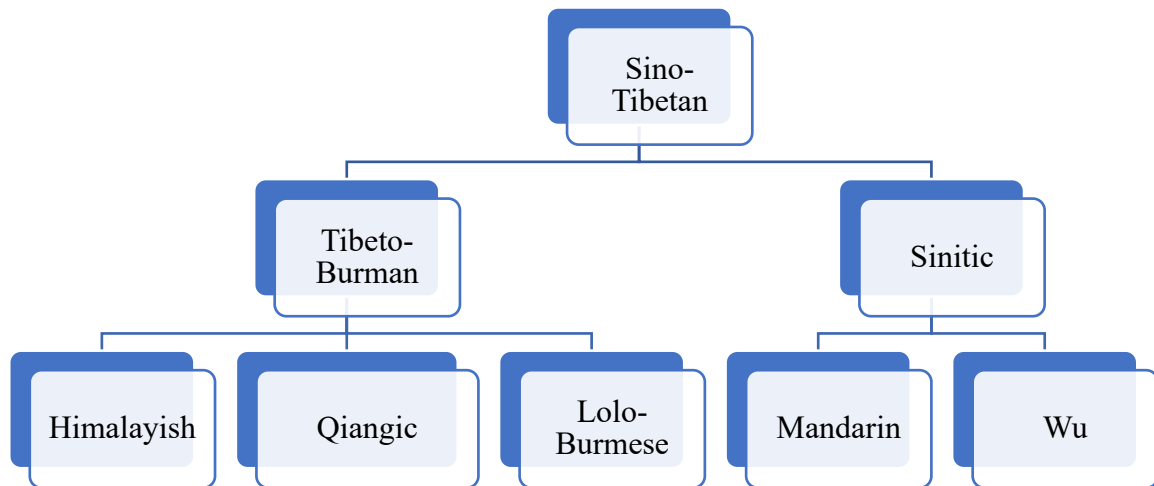 Sino-
Tibetan
Tibeto-
Burman
Sinitic
Himalayish
Qiangic
Lolo-
Burmese
Mandarin
Wu